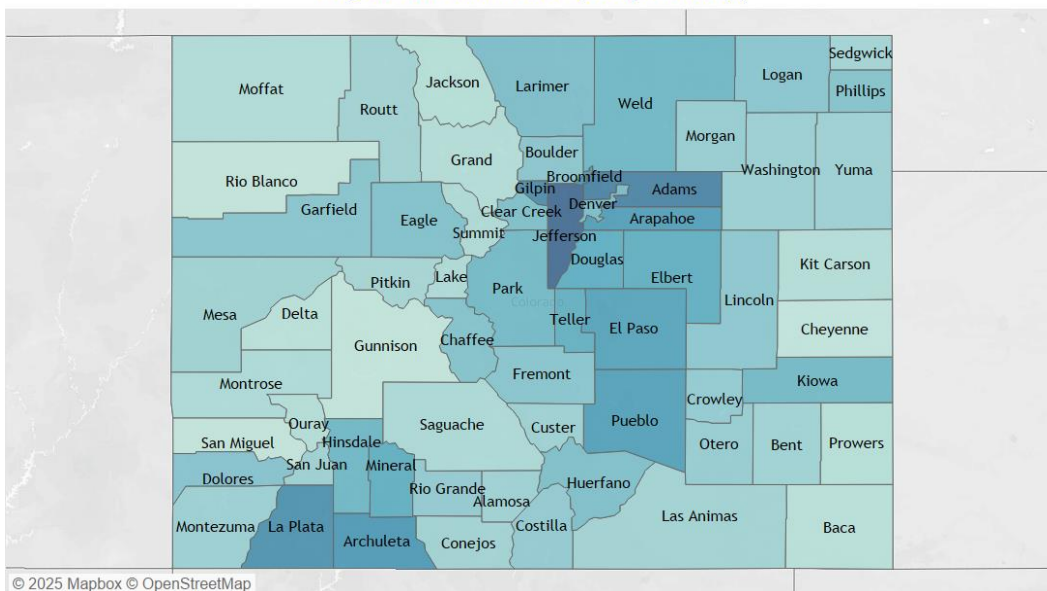 Sedgwick
Logan
Jackson
Larimer
Moffat
Phillips
Weld
Routt
Morgan
Boulder
Grand
Washington
Yuma
Broomfield
Rio Blanco
Gilpin
Adams
Denver
Garfield
Clear Creek
Eagle
Arapahoe
Summit
Jefferson
Douglas
Kit Carson
Lake
Elbert
Pitkin
Park
Colorado
Lincoln
Mesa
Delta
Teller
El Paso
Cheyenne
Chaffee
Gunnison
Fremont
Kiowa
Montrose
Crowley
Ouray
Saguache
Custer
Pueblo
San Miguel
Hinsdale
Otero
Bent
Prowers
San Juan
Mineral
Dolores
Huerfano
Rio Grande
Alamosa
Las Animas
Montezuma
La Plata
Costilla
Baca
Archuleta
Conejos
© 2025 Mapbox © OpenStreetMap